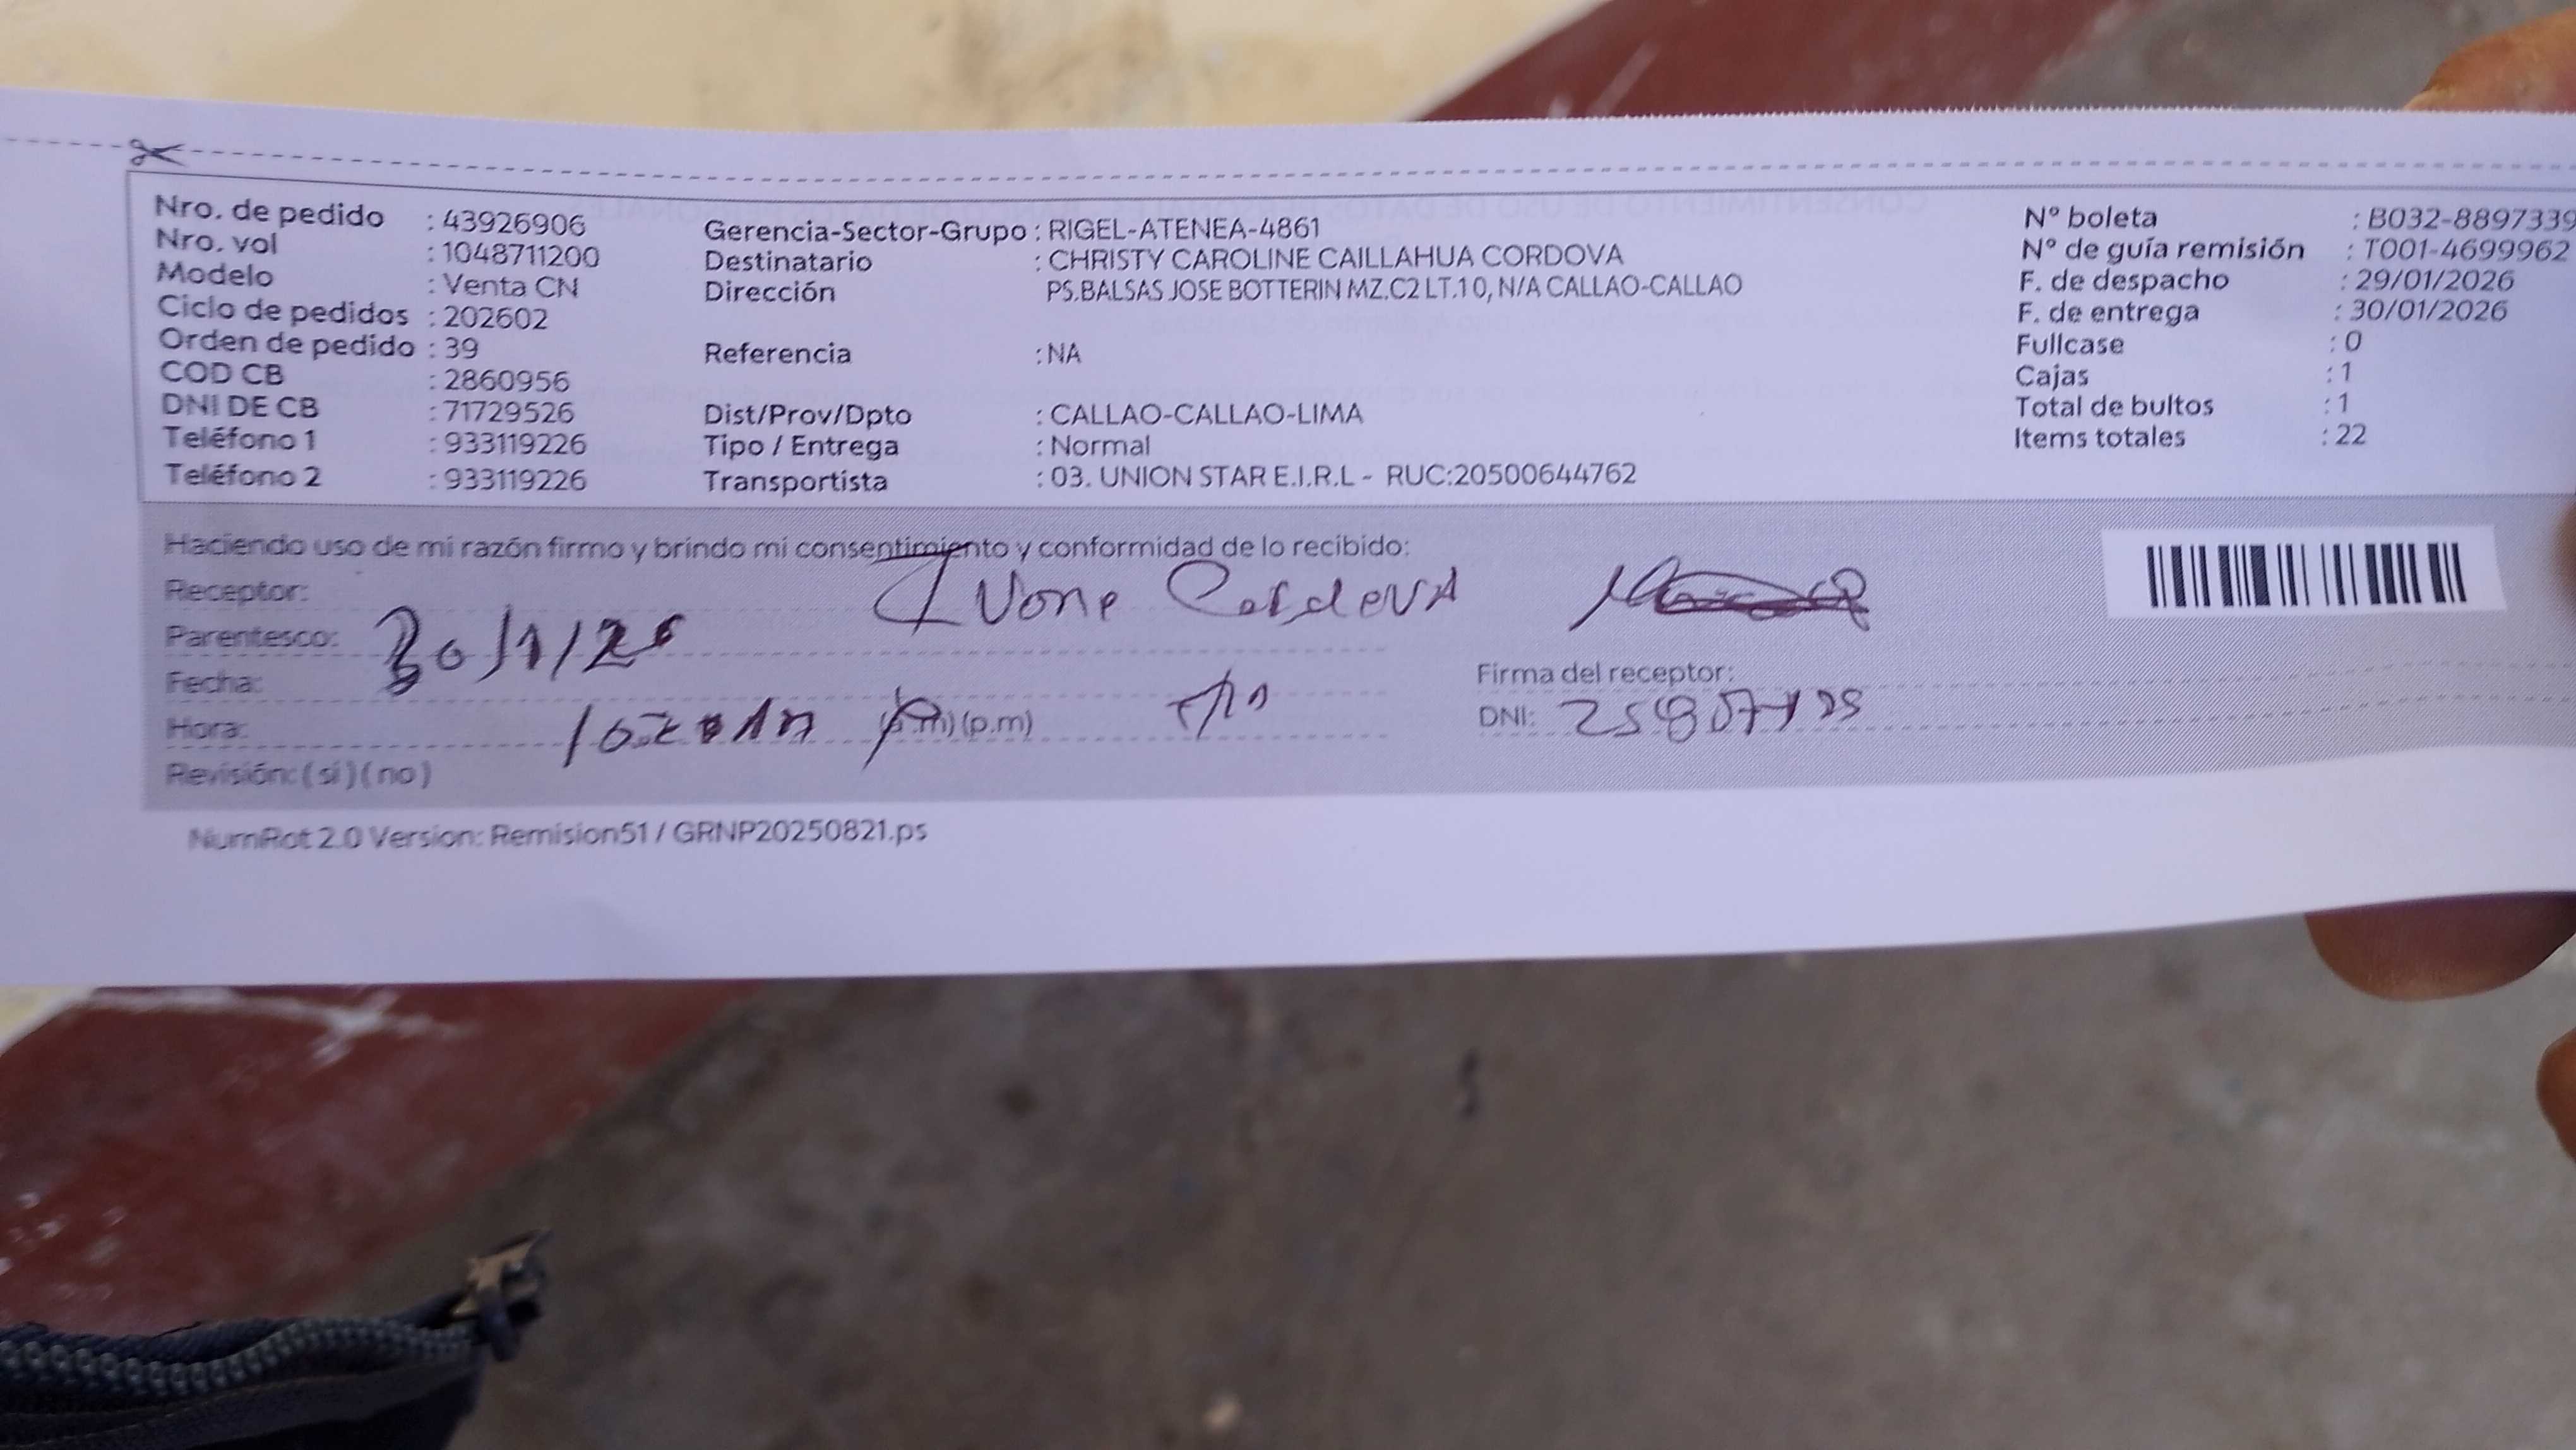 Nro. de pedido : 43926906
Nro. vol : 1048711200
Modelo : Venta CN
Ciclo de pedidos : 202602
Orden de pedido : 39
COD CB : 2860956
DNI DE CB : 71729526
Teléfono 1 : 933119226
Teléfono 2 : 933119226
Gerencia-Sector-Grupo : RIGEL-ATENEA-4861
Destinatario : CHRISTY CAROLINE CAILLAHUA CORDOVA
Dirección PS.BALSAS JOSE BOTTERIN MZ.C2 LT.10, N/A CALLAO-CALLAO
Referencia : NA
Dist/Prov/Dpto : CALLAO-CALLAO-LIMA
Tipo / Entrega : Normal
Transportista : 03. UNION STAR E.I.R.L - RUC:20500644762
N° boleta : B032-8897339
N° de guía remisión : T001-4699962
F. de despacho : 29/01/2026
F. de entrega : 30/01/2026
Fullcase : 0
Cajas : 1
Total de bultos : 1
Items totales : 22
Haciendo uso de mi razón firmo y brindo mi consentimiento y conformidad de lo recibido:
Receptor: Ivone Cordova
Parentesco:
Fecha: 30/1/26
Hora: (a.m) (p.m)
Revisión: ( si ) ( no )
Firma del receptor:
DNI:
NumRot 2.0 Version: Remision51 / GRNP20250821.ps